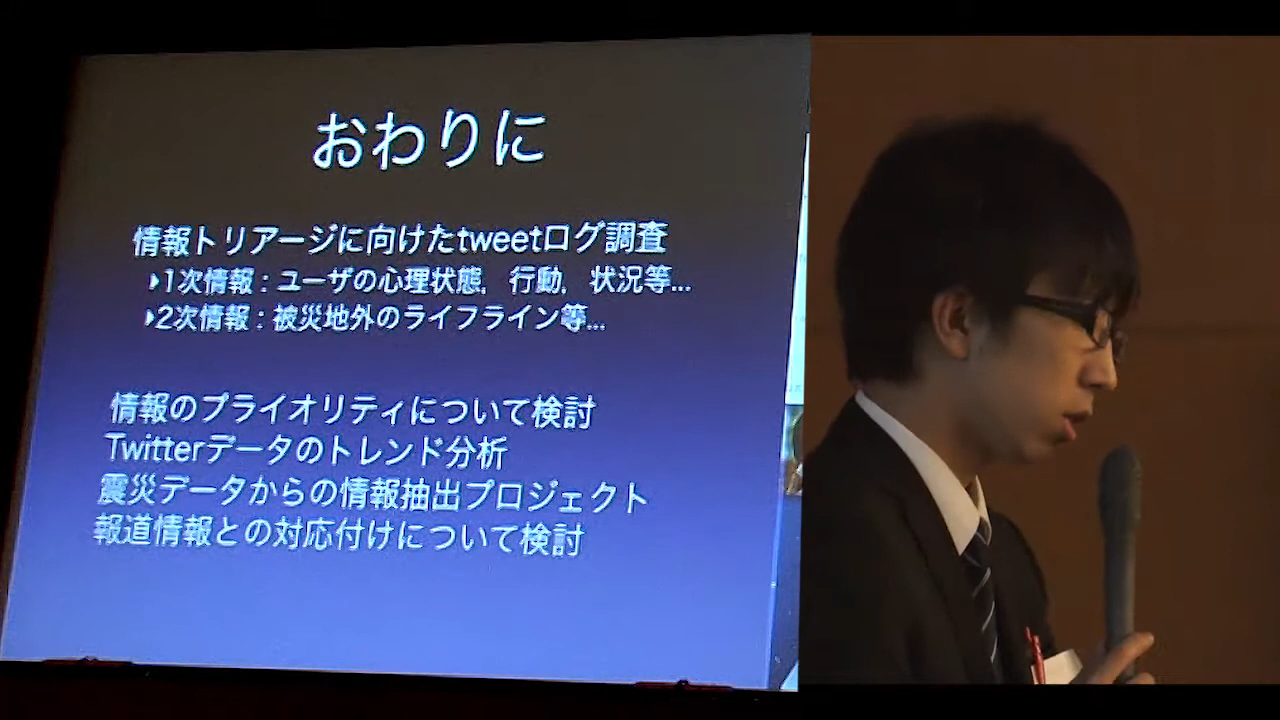 おわりに
情報トリアージに向けたtweetログ調査
▸1次情報：ユーザの心理状態，行動，状況等...
▸2次情報：被災地外のライフライン等...
情報のプライオリティについて検討
Twitterデータのトレンド分析
震災データからの情報抽出プロジェクト
報道情報との対応付けについて検討